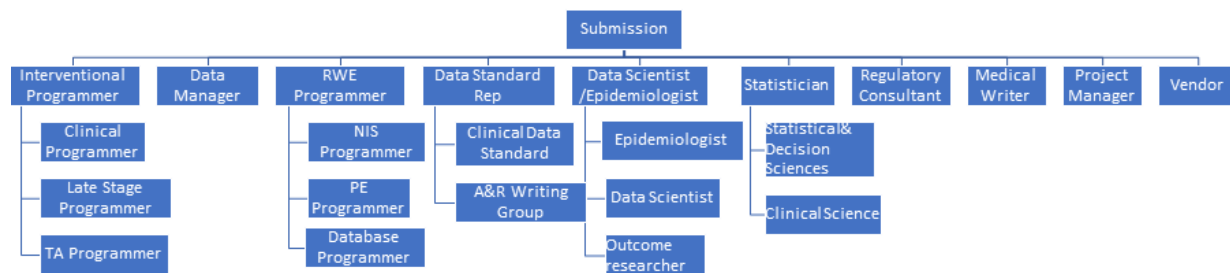 Submission
Interventional
Programmer
Data
Manager
RWE
Programmer
Data Standard
Rep
Data Scientist
/Epidemiologist
Statistician
Regulatory
Consultant
Medical
Writer
Project
Manager
Vendor
Clinical
Programmer
Late Stage
Programmer
TA Programmer
NIS
Programmer
PE
Programmer
Database
Programmer
Clinical Data
Standard
A&R Writing
Group
Epidemiologist
Data Scientist
Outcome
researcher
Statistical&
Decision
Sciences
Clinical Science